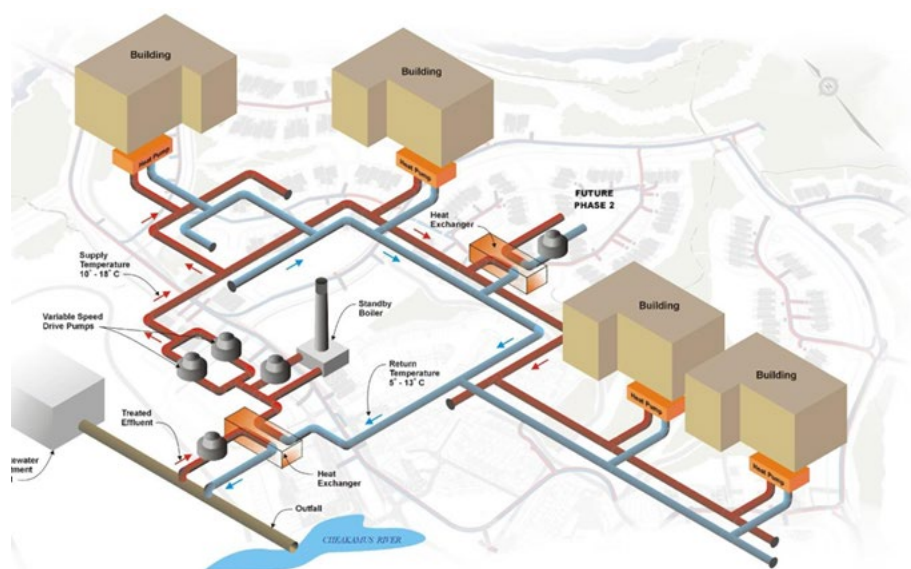 Building
Building
Heat Pump
Heat Pump
FUTURE
PHASE 2
Heat
Exchanger
Supply
Temperature
10° - 18° C
Standby
Boiler
Variable Speed
Drive Pumps
Building
Building
Return
Temperature
5° - 13° C
Heat Pump
Heat Pump
Treated
Effluent
ewater
tment
Heat
Exchanger
Outfall
CHEAKAMUS RIVER